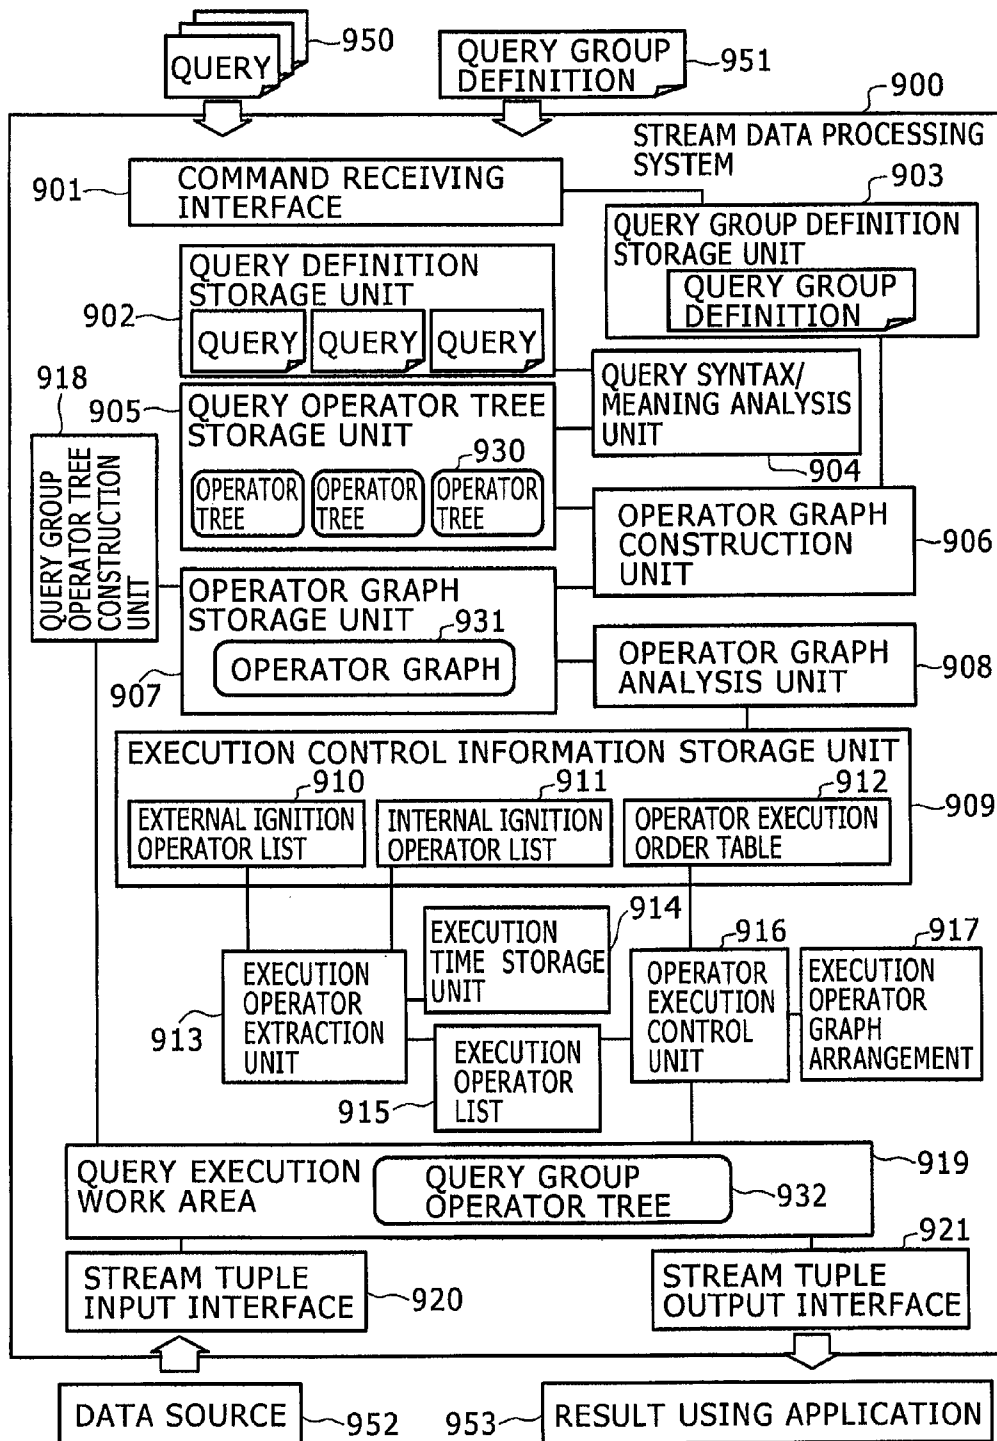 950
QUERY
QUERY GROUP
DEFINITION
951
900
STREAM DATA PROCESSING
SYSTEM
901
COMMAND RECEIVING
INTERFACE
903
QUERY GROUP DEFINITION
STORAGE UNIT
QUERY GROUP
DEFINITION
QUERY DEFINITION
STORAGE UNIT
902
QUERY
QUERY
QUERY
QUERY SYNTAX/
MEANING ANALYSIS
UNIT
904
918
905
QUERY OPERATOR TREE
STORAGE UNIT
930
OPERATOR
TREE
OPERATOR
TREE
OPERATOR
TREE
QUERY GROUP
OPERATOR TREE
CONSTRUCTION
UNIT
OPERATOR GRAPH
CONSTRUCTION
UNIT
906
OPERATOR GRAPH
STORAGE UNIT
931
OPERATOR GRAPH
907
OPERATOR GRAPH
ANALYSIS UNIT
908
EXECUTION CONTROL INFORMATION STORAGE UNIT
910
911
912
EXTERNAL IGNITION
OPERATOR LIST
INTERNAL IGNITION
OPERATOR LIST
OPERATOR EXECUTION
ORDER TABLE
909
914
EXECUTION
TIME STORAGE
UNIT
916
917
EXECUTION
OPERATOR
EXTRACTION
UNIT
913
OPERATOR
EXECUTION
CONTROL
UNIT
EXECUTION
OPERATOR
GRAPH
ARRANGEMENT
EXECUTION
OPERATOR
LIST
915
QUERY EXECUTION
WORK AREA
QUERY GROUP
OPERATOR TREE
932
919
921
STREAM TUPLE
INPUT INTERFACE
920
STREAM TUPLE
OUTPUT INTERFACE
DATA SOURCE
952
953
RESULT USING APPLICATION